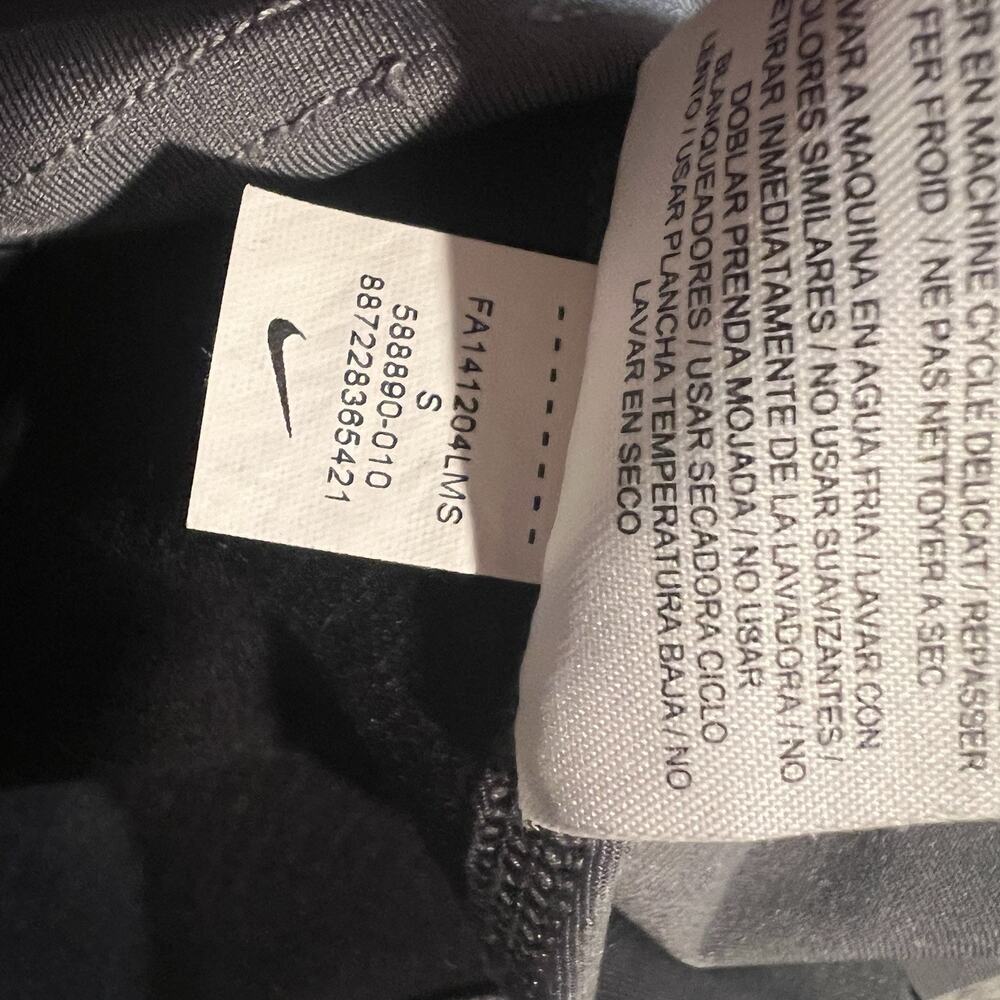 FA141204LMS
S
588890-010
887228365421
ER EN MACHINE CYCLE DELICAT / REPASSER
FER FROID / NE PAS NETTOYER A SEC
VAR A MAQUINA EN AGUA FRIA / LAVAR CON
OLORES SIMILARES / NO USAR SUAVIZANTES /
EIRAR INMEDIATAMENTE DE LA LAVADORA / NO
DOBLAR PRENDA MOJADA / NO USAR
BLANQUEADORES / USAR SECADORA CICLO
LENTO / USAR PLANCHA TEMPERATURA BAJA / NO
LAVAR EN SECO